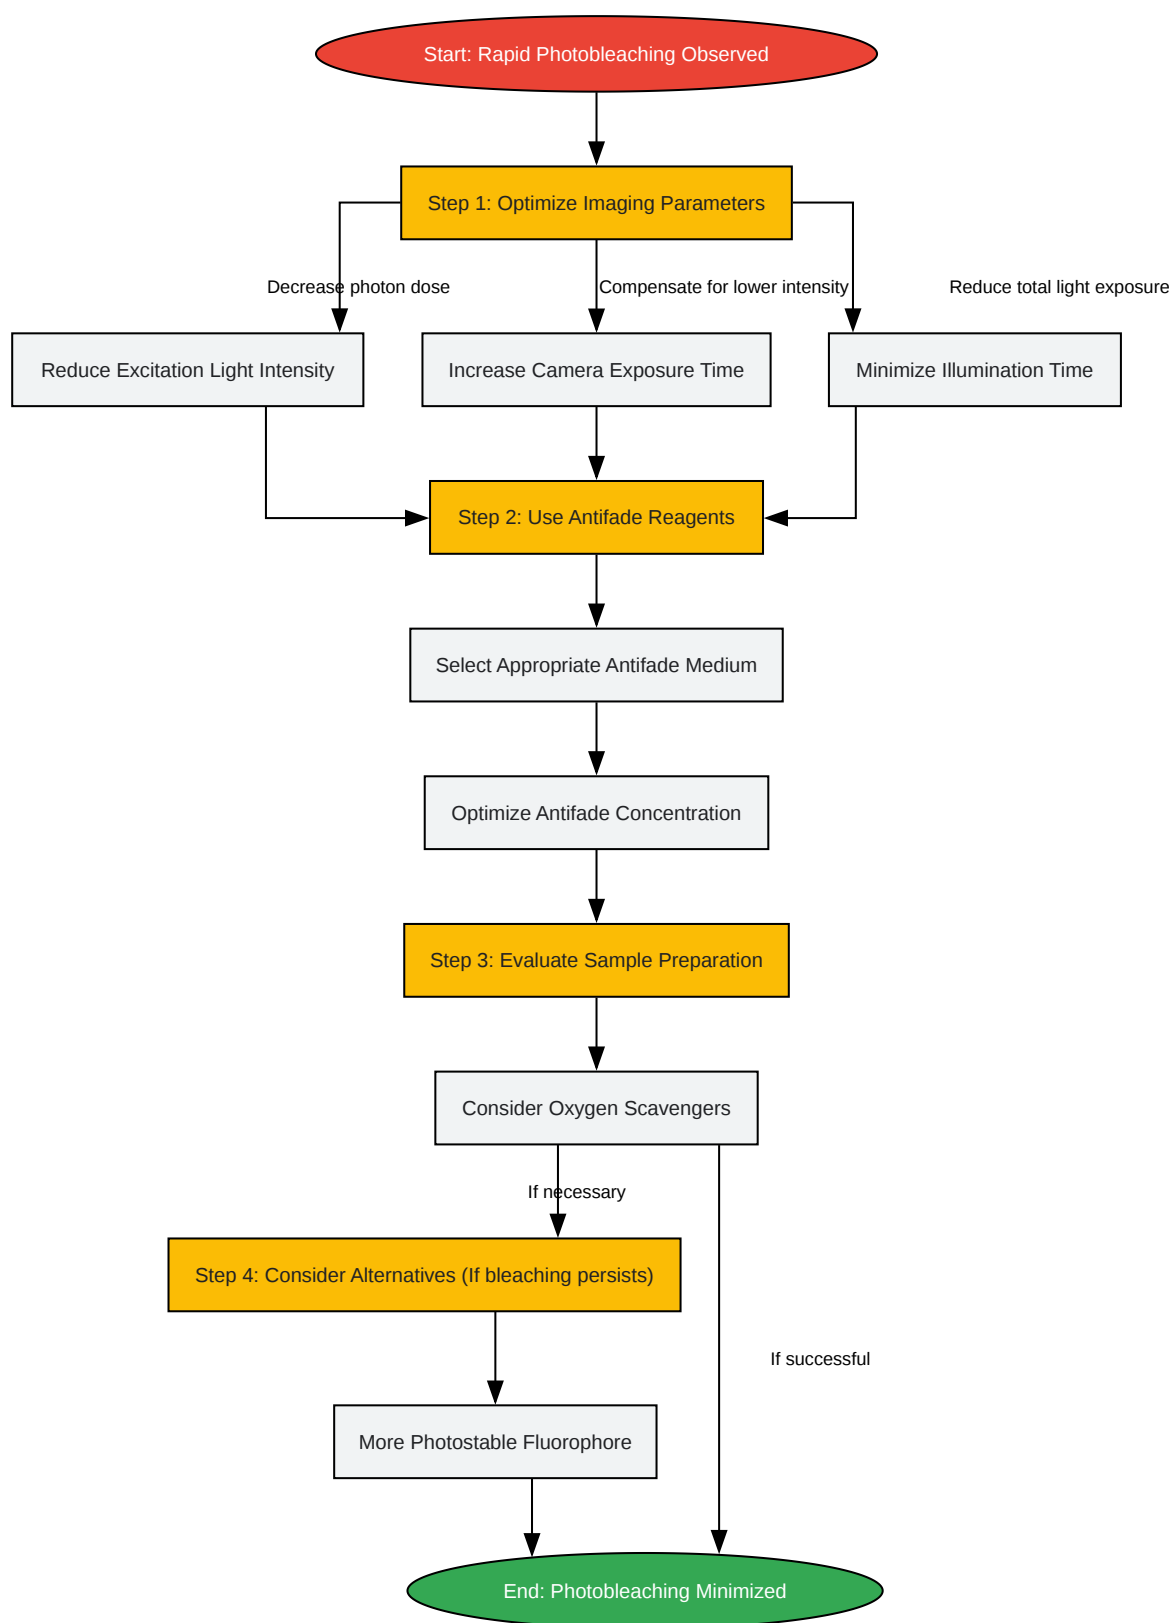 Start: Rapid Photobleaching Observed
Step 1: Optimize Imaging Parameters
Decrease photon dose
Compensate for lower intensity
Reduce total light exposure
Reduce Excitation Light Intensity
Increase Camera Exposure Time
Minimize Illumination Time
Step 2: Use Antifade Reagents
Select Appropriate Antifade Medium
Optimize Antifade Concentration
Step 3: Evaluate Sample Preparation
Consider Oxygen Scavengers
If necessary
Step 4: Consider Alternatives (If bleaching persists)
If successful
More Photostable Fluorophore
End: Photobleaching Minimized